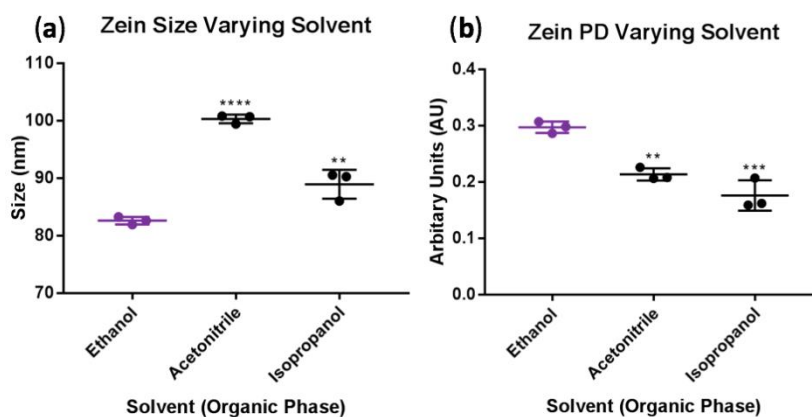 (a) Zein Size Varying Solvent
110
100
90
80
70
Size (nm)
****
**
Ethanol
Acetonitrile
Isopropanol
Solvent (Organic Phase)
(b) Zein PD Varying Solvent
0.4
0.3
0.2
0.1
0.0
Arbitary Units (AU)
**
***
Ethanol
Acetonitrile
Isopropanol
Solvent (Organic Phase)